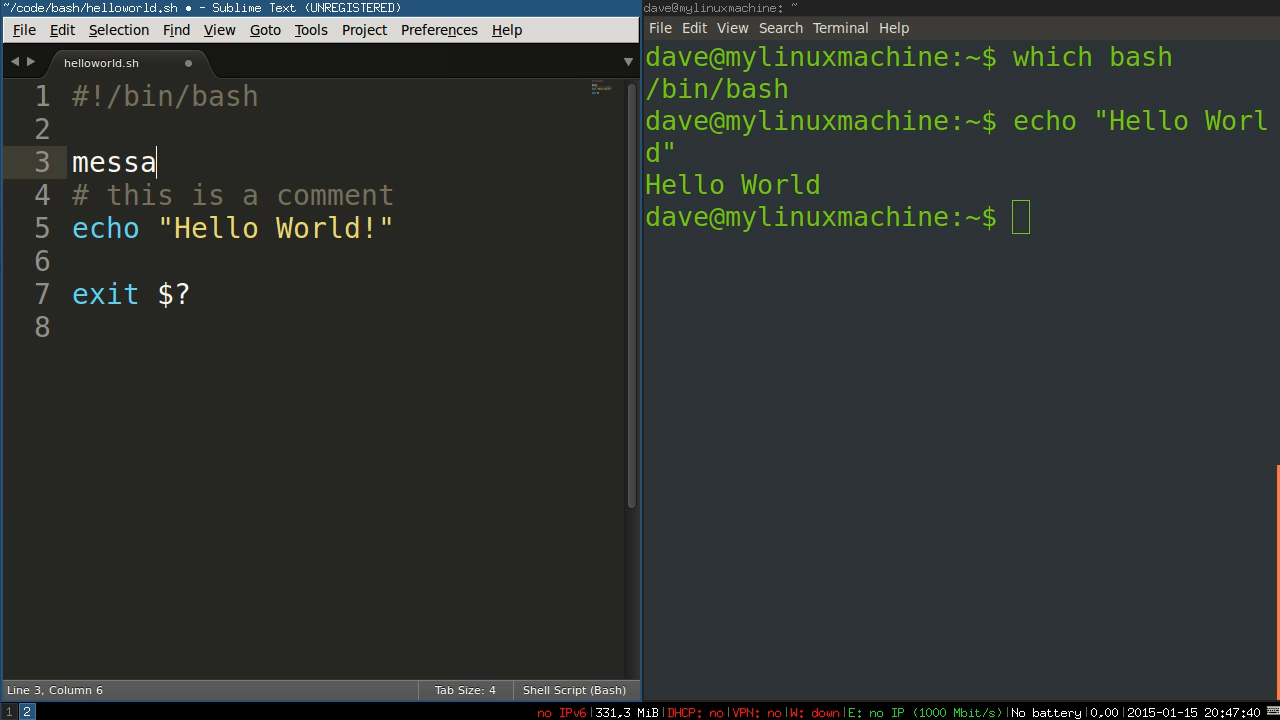 ~/code/bash/helloworld.sh • - Sublime Text (UNREGISTERED)
File Edit Selection Find View Goto Tools Project Preferences Help
helloworld.sh
1 #!/bin/bash
2
3 messa
4 # this is a comment
5 echo "Hello World!"
6
7 exit $?
8
Line 3, Column 6
Tab Size: 4
Shell Script (Bash)
dave@mylinuxmachine: ~
File Edit View Search Terminal Help
dave@mylinuxmachine:~$ which bash
/bin/bash
dave@mylinuxmachine:~$ echo "Hello Worl
d"
Hello World
dave@mylinuxmachine:~$
1 2
no IPv6|331,3 MiB|DHCP: no|VPN: no|W: down|E: no IP (1000 Mbit/s)|No battery|0,00|2015-01-15 20:47:40